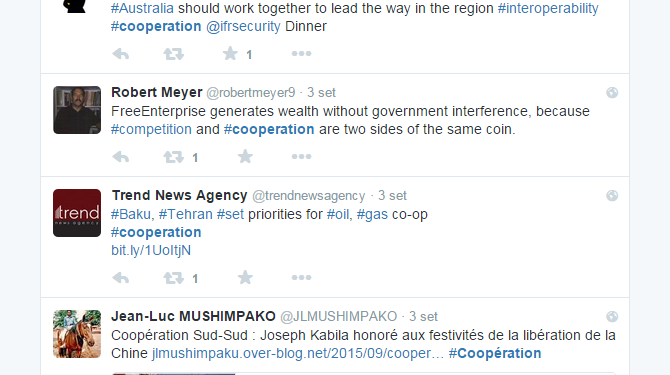 #Australia should work together to lead the way in the region #interoperability
#cooperation @ifrsecurity Dinner
1
Robert Meyer @robertmeyer9 · 3 set
FreeEnterprise generates wealth without government interference, because
#competition and #cooperation are two sides of the same coin.
1
trend
news agency
Trend News Agency @trendnewsagency · 3 set
#Baku, #Tehran #set priorities for #oil, #gas co-op
#cooperation
bit.ly/1UoItjN
1
Jean-Luc MUSHIMPAKO @JLMUSHIMPAKO · 3 set
Coopération Sud-Sud : Joseph Kabila honoré aux festivités de la libération de la
Chine jlmushimpaku.over-blog.net/2015/09/cooper… #Coopération